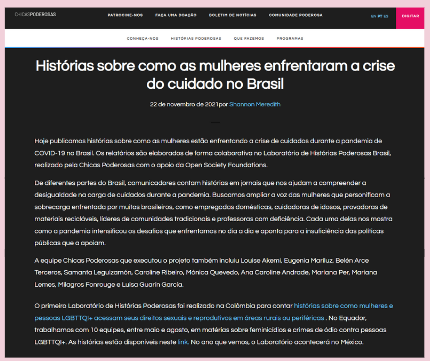 CHICASPODEROSAS
PATROCINE-NOS FAÇA UMA DOAÇÃO BOLETIM DE NOTÍCIAS COMUNIDADE PODEROSA
EN PT ES
CONHEÇA-NOS HISTÓRIAS PODEROSAS QUE FAZEMOS PROGRAMAS
Histórias sobre como as mulheres enfrentaram a crise
do cuidado no Brasil
22 de novembro de 2021por Shannon Meredith
Hoje publicamos histórias sobre como as mulheres estão enfrentando a crise de cuidados durante a pandemia de
COVID-19 no Brasil. Os relatórios são elaborados de forma colaborativa no Laboratório de Histórias Poderosas Brasil,
realizado pela Chicas Poderosas com o apoio da Open Society Foundations.
De diferentes partes do Brasil, comunicadores contam histórias em jornais que nos ajudam a compreender a
desigualdade na carga de cuidados durante a pandemia. Buscamos ampliar a voz das mulheres que personificam a
sobrecarga enfrentada por muitas brasileiras, como empregadas domésticas, cuidadoras de idosos, provadoras de
materiais recicláveis, líderes de comunidades tradicionais e professoras com deficiência. Cada uma delas nos mostra
como a pandemia intensificou os desafios que enfrentamos no dia a dia e aponta para a insuficiência das políticas
públicas que a apoiam.
A equipe Chicas Poderosas que executou o projeto também incluiu Louise Akemi, Eugenia Mariluz, Belén Arce
Terceros, Samanta Leguizamón, Caroline Ribeiro, Mónica Quevedo, Ana Caroline Andrade, Mariana Per, Mariana
Lemos, Milagros Fonrouge e Luisa Guarín García.
O primeiro Laboratório de Histórias Poderosas foi realizado na Colômbia para contar histórias sobre como mulheres e
pessoas LGBTTQI+ acessam seus direitos sexuais e reprodutivos em áreas rurais ou periféricas . No Equador,
trabalhamos com 10 equipes, entre maio e agosto, em matérias sobre feminicídios e crimes de ódio contra pessoas
LGBTTQI+. As histórias estão disponíveis neste link. No ano que vem, o Laboratório acontecerá no México.